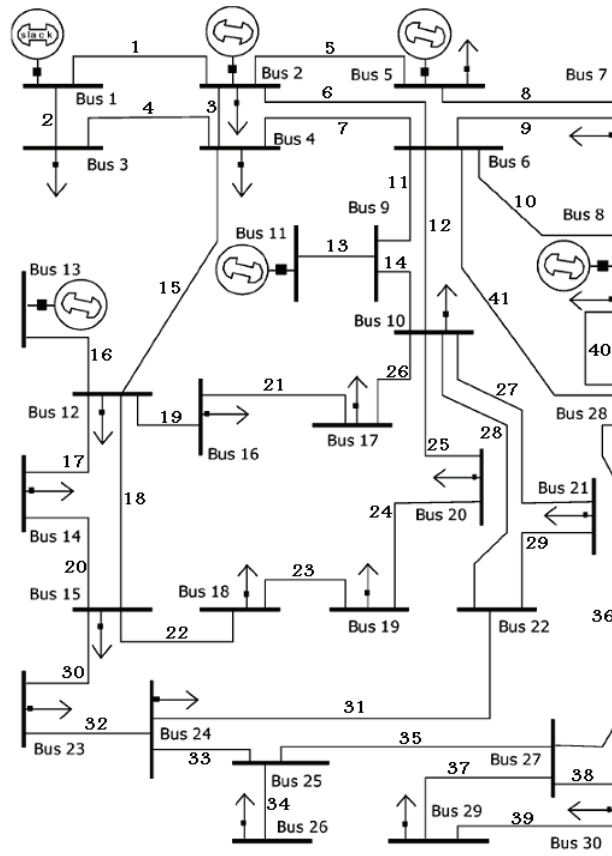 slack
1
5
Bus 1
Bus 2
Bus 5
Bus 7
6
8
2
4
3
7
9
Bus 3
Bus 4
Bus 6
11
12
10
Bus 9
Bus 8
Bus 11
13
14
Bus 13
15
41
Bus 10
16
40
26
27
21
Bus 12
19
28
Bus 28
Bus 17
Bus 16
25
17
18
Bus 21
24
Bus 20
Bus 14
29
20
23
Bus 15
Bus 18
Bus 19
Bus 22
36
22
30
31
32
Bus 24
Bus 23
35
33
Bus 27
37
38
Bus 25
34
Bus 29
39
Bus 26
Bus 30